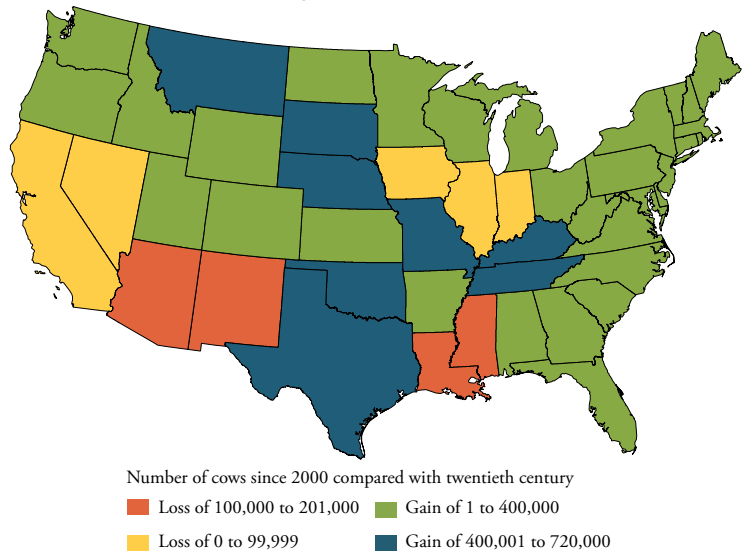 Number of cows since 2000 compared with twentieth century
Loss of 100,000 to 201,000
Gain of 1 to 400,000
Loss of 0 to 99,999
Gain of 400,001 to 720,000